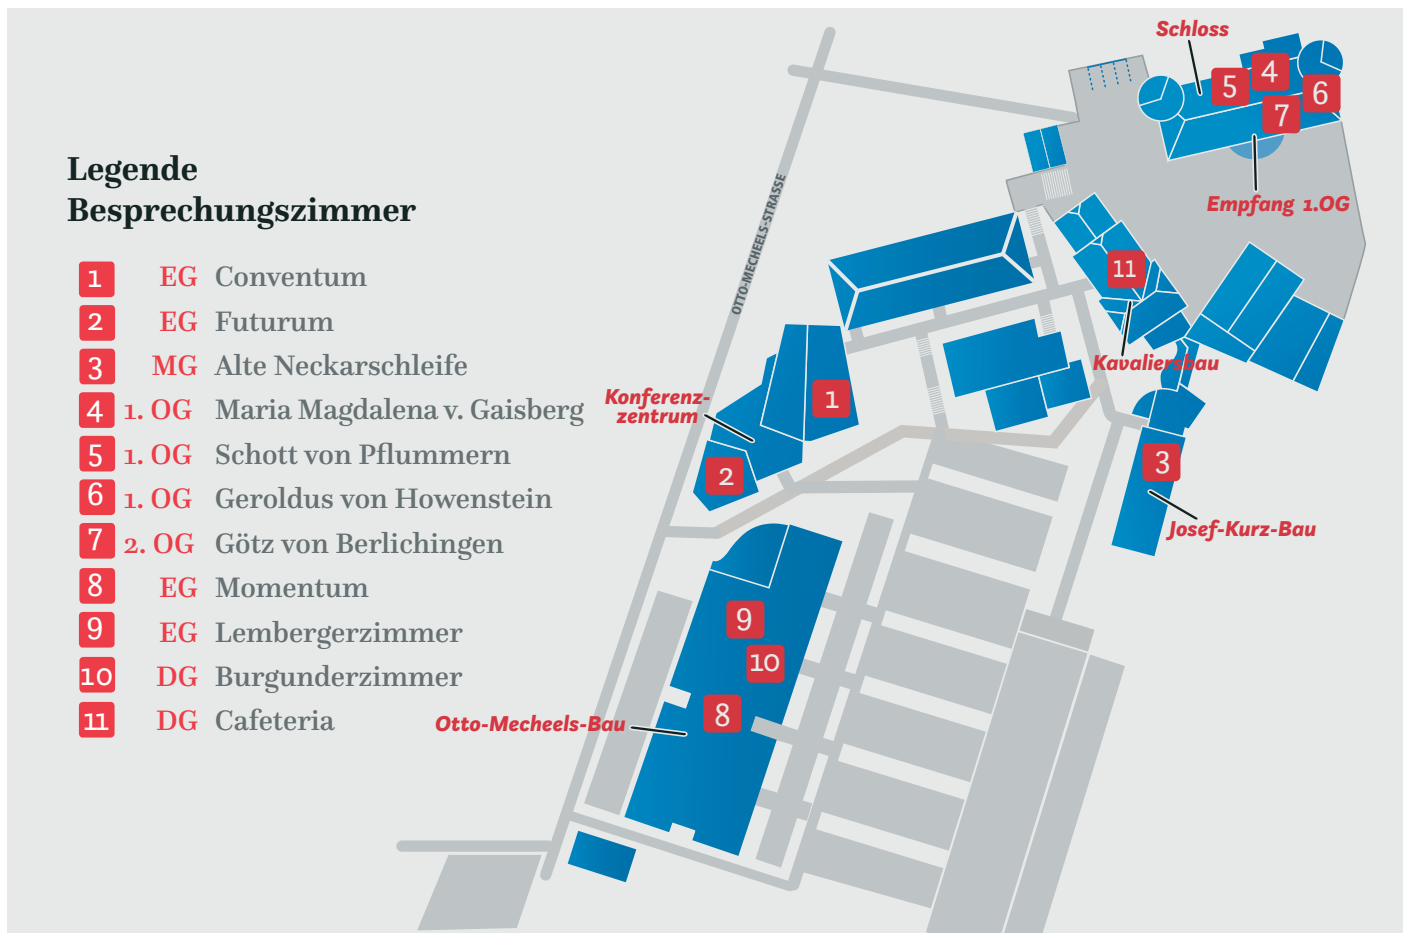 Legende
Besprechungszimmer
1 EG Conventum
2 EG Futurum
3 MG Alte Neckarschleife
4 1. OG Maria Magdalena v. Gaisberg
5 1. OG Schott von Pflummern
6 1. OG Geroldus von Howenstein
7 2. OG Götz von Berlichingen
8 EG Momentum
9 EG Lembergerzimmer
10 DG Burgunderzimmer
11 DG Cafeteria
Schloss
5
4
6
7
Empfang 1.OG
OTTO-MECHEELS-STRASSE
11
Kavaliersbau
Konferenz-
zentrum
1
2
3
Josef-Kurz-Bau
9
10
8
Otto-Mecheels-Bau